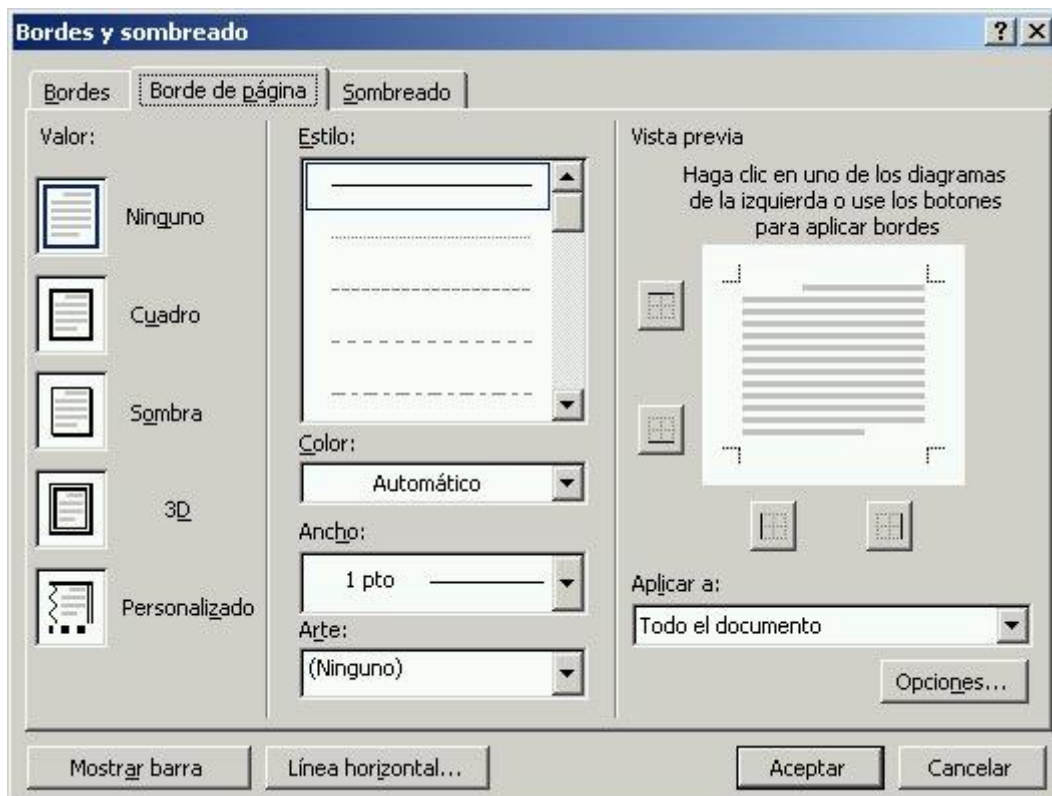 Bordes y sombreado
Bordes
Borde de página
Sombreado
Valor:
Ninguno
Cuadro
Sombra
3D
Personalizado
Estilo:
Color:
Automático
Ancho:
1 pto
Arte:
(Ninguno)
Vista previa
Haga clic en uno de los diagramas
de la izquierda o use los botones
para aplicar bordes
Aplicar a:
Todo el documento
Opciones...
Mostrar barra
Línea horizontal...
Aceptar
Cancelar